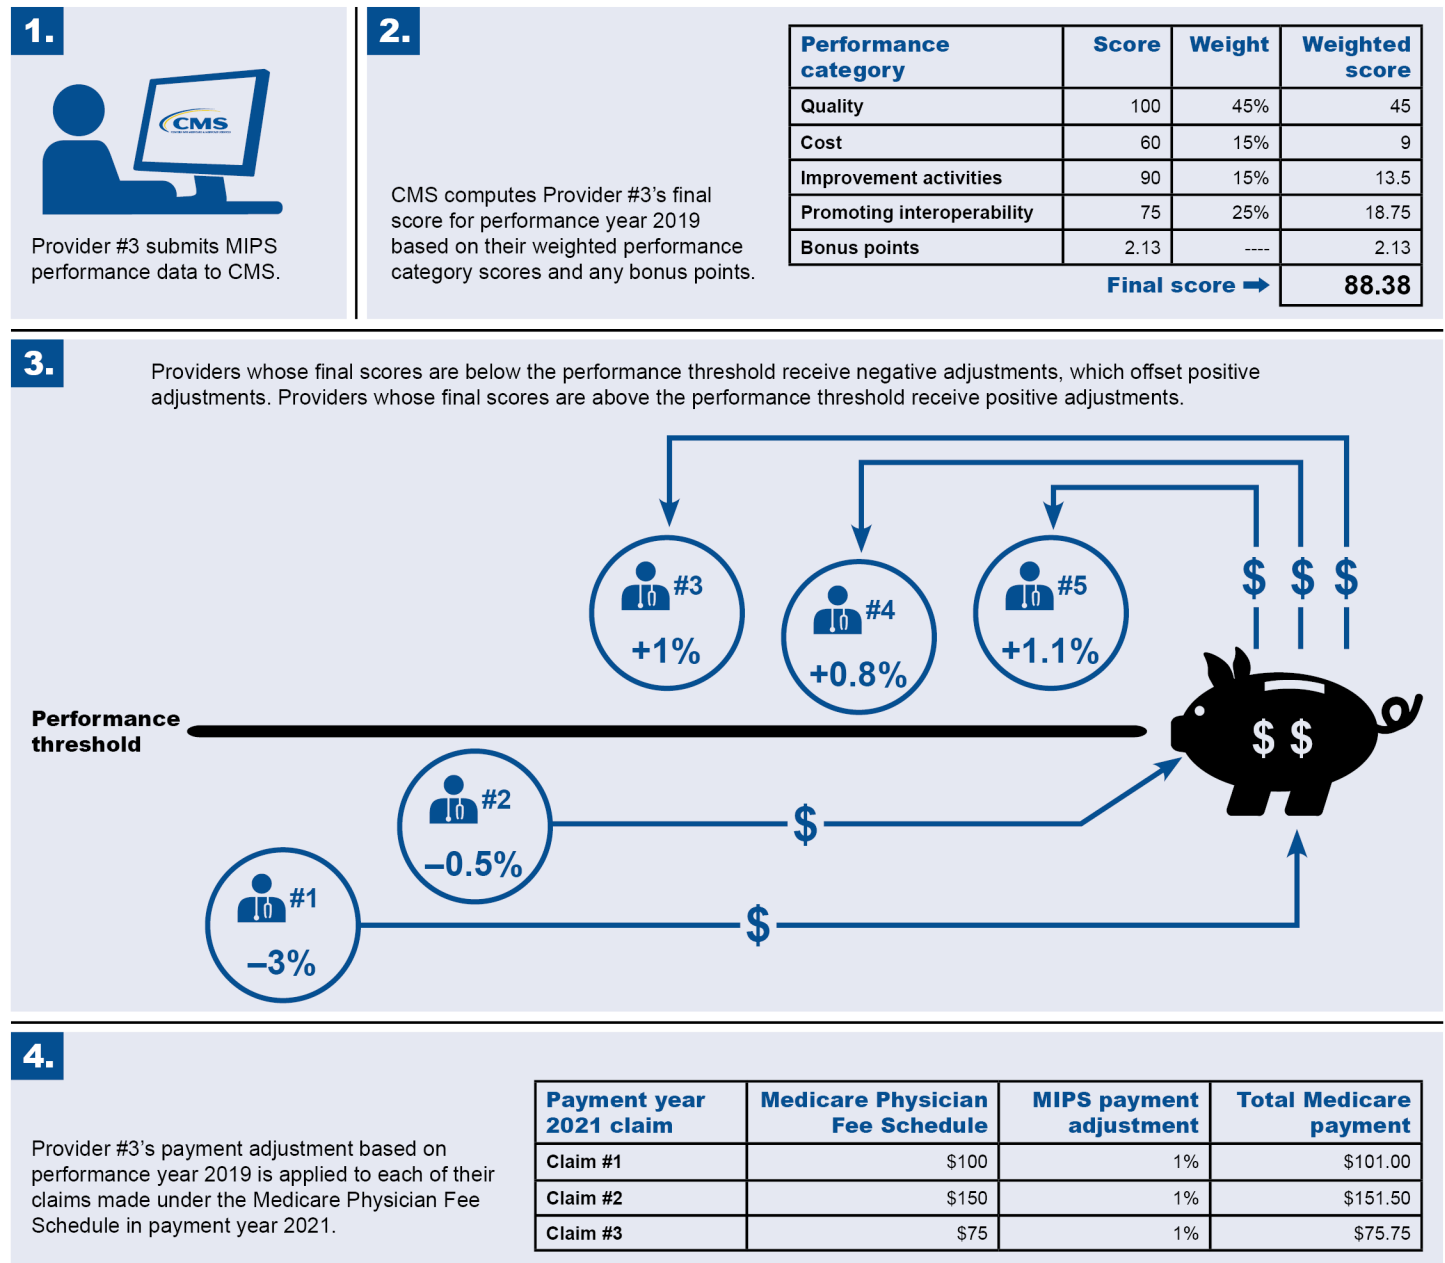 1.
CMS
Provider #3 submits MIPS
performance data to CMS.
2.
CMS computes Provider #3’s final
score for performance year 2019
based on their weighted performance
category scores and any bonus points.
Performance category Score Weight Weighted score
Quality 100 45% 45
Cost 60 15% 9
Improvement activities 90 15% 13.5
Promoting interoperability 75 25% 18.75
Bonus points 2.13 ---- 2.13
Final score 88.38
3.
Providers whose final scores are below the performance threshold receive negative adjustments, which offset positive
adjustments. Providers whose final scores are above the performance threshold receive positive adjustments.
#3
+1%
#4
+0.8%
#5
+1.1%
$ $ $
Performance
threshold
$ $
#2
–0.5%
$
#1
–3%
$
4.
Provider #3’s payment adjustment based on
performance year 2019 is applied to each of their
claims made under the Medicare Physician Fee
Schedule in payment year 2021.
Payment year 2021 claim Medicare Physician Fee Schedule MIPS payment adjustment Total Medicare payment
Claim #1 $100 1% $101.00
Claim #2 $150 1% $151.50
Claim #3 $75 1% $75.75